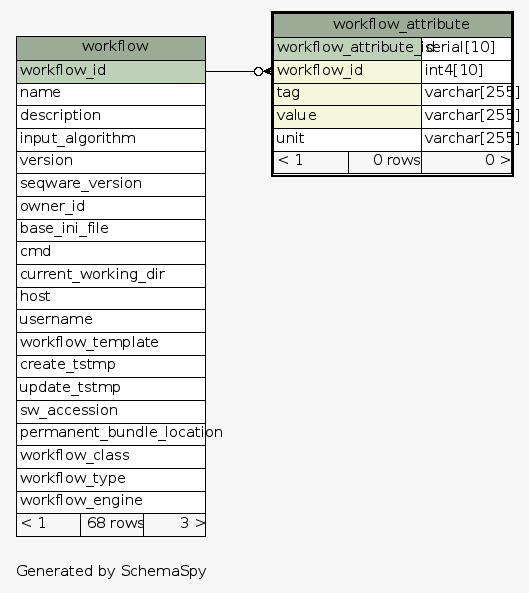 workflow
workflow_id
name
description
input_algorithm
version
seqware_version
owner_id
base_ini_file
cmd
current_working_dir
host
username
workflow_template
create_tstmp
update_tstmp
sw_accession
permanent_bundle_location
workflow_class
workflow_type
workflow_engine
< 1 68 rows 3 >
workflow_attribute
workflow_attribute_id serial[10]
workflow_id int4[10]
tag varchar[255]
value varchar[255]
unit varchar[255]
< 1 0 rows 0 >
Generated by SchemaSpy